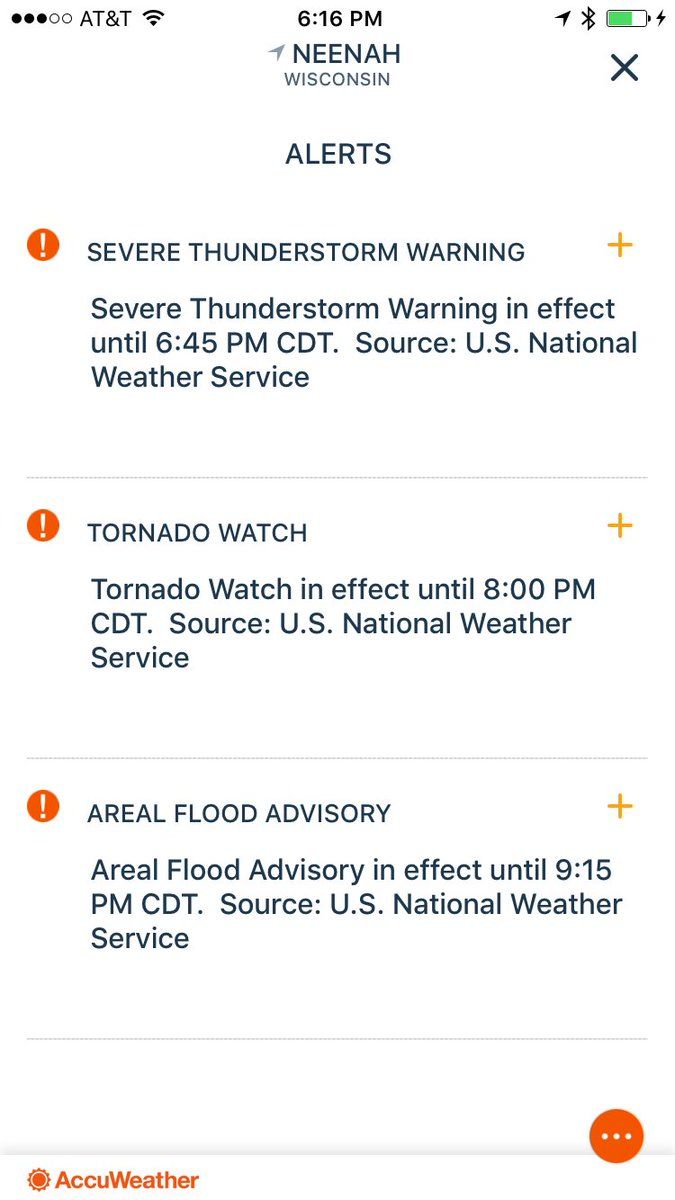 AT&T 6:16 PM
NEENAH
WISCONSIN
ALERTS
SEVERE THUNDERSTORM WARNING
Severe Thunderstorm Warning in effect
until 6:45 PM CDT.  Source: U.S. National
Weather Service
TORNADO WATCH
Tornado Watch in effect until 8:00 PM
CDT.  Source: U.S. National Weather
Service
AREAL FLOOD ADVISORY
Areal Flood Advisory in effect until 9:15
PM CDT.  Source: U.S. National Weather
Service
AccuWeather